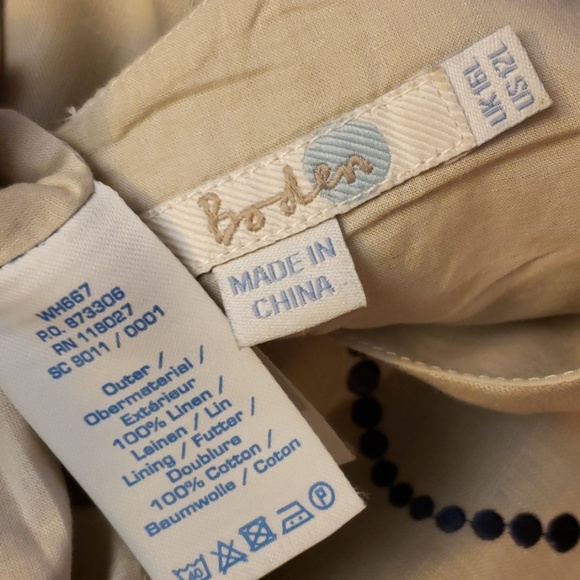 Boden
UK 16L
US 12L
MADE IN
CHINA
WH667
P.O. 873306
RN 118027
SC 9011 / 0001
Outer /
Obermaterial /
Extérieur
100% Linen /
Leinen / Lin
Lining / Futter /
Doublure
100% Cotton /
Baumwolle / Coton
40
P